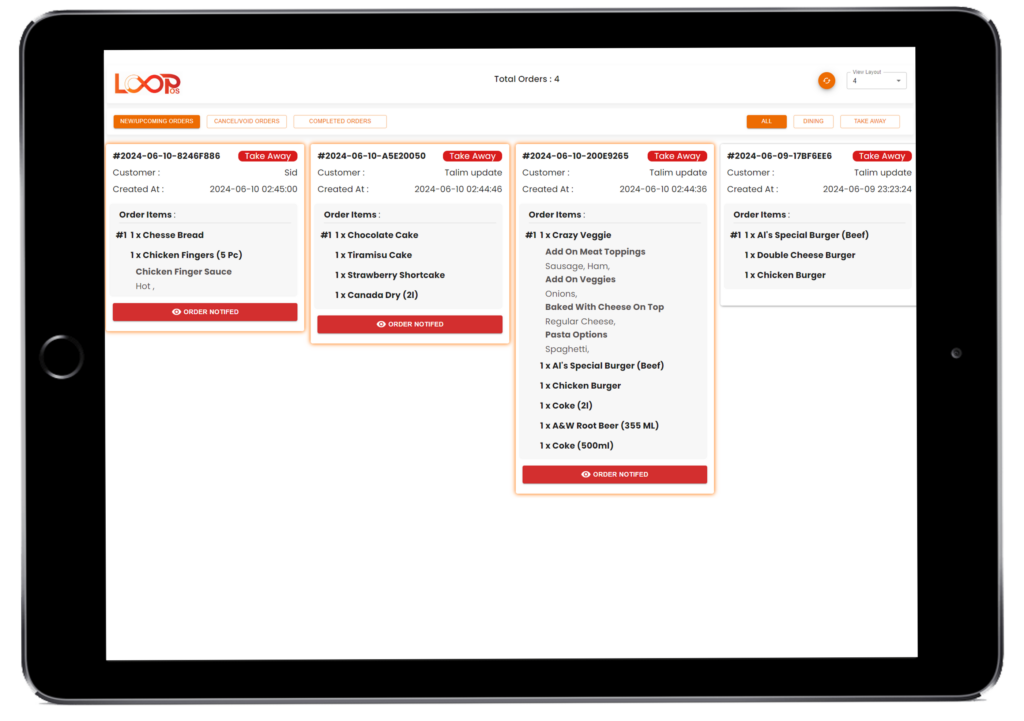 LOOP
OS
Total Orders : 4
View Layout
4
NEW/UPCOMING ORDERS
CANCEL/VOID ORDERS
COMPLETED ORDERS
ALL
DINING
TAKE AWAY
#2024-06-10-8246F886 Take Away
Customer : Sid
Created At : 2024-06-10 02:45:00
Order Items :
#1 1 x Chesse Bread
1 x Chicken Fingers (5 Pc)
Chicken Finger Sauce
Hot ,
ORDER NOTIFED
#2024-06-10-A5E20050 Take Away
Customer : Talim update
Created At : 2024-06-10 02:44:46
Order Items :
#1 1 x Chocolate Cake
1 x Tiramisu Cake
1 x Strawberry Shortcake
1 x Canada Dry (2l)
ORDER NOTIFED
#2024-06-10-200E9265 Take Away
Customer : Talim update
Created At : 2024-06-10 02:44:36
Order Items :
#1 1 x Crazy Veggie
Add On Meat Toppings
Sausage, Ham,
Add On Veggies
Onions,
Baked With Cheese On Top
Regular Cheese,
Pasta Options
Spaghetti,
1 x Al's Special Burger (Beef)
1 x Chicken Burger
1 x Coke (2l)
1 x A&W Root Beer (355 ML)
1 x Coke (500ml)
ORDER NOTIFED
#2024-06-09-17BF6EE6 Take Away
Customer : Talim update
Created At : 2024-06-09 23:23:24
Order Items :
#1 1 x Al's Special Burger (Beef)
1 x Double Cheese Burger
1 x Chicken Burger